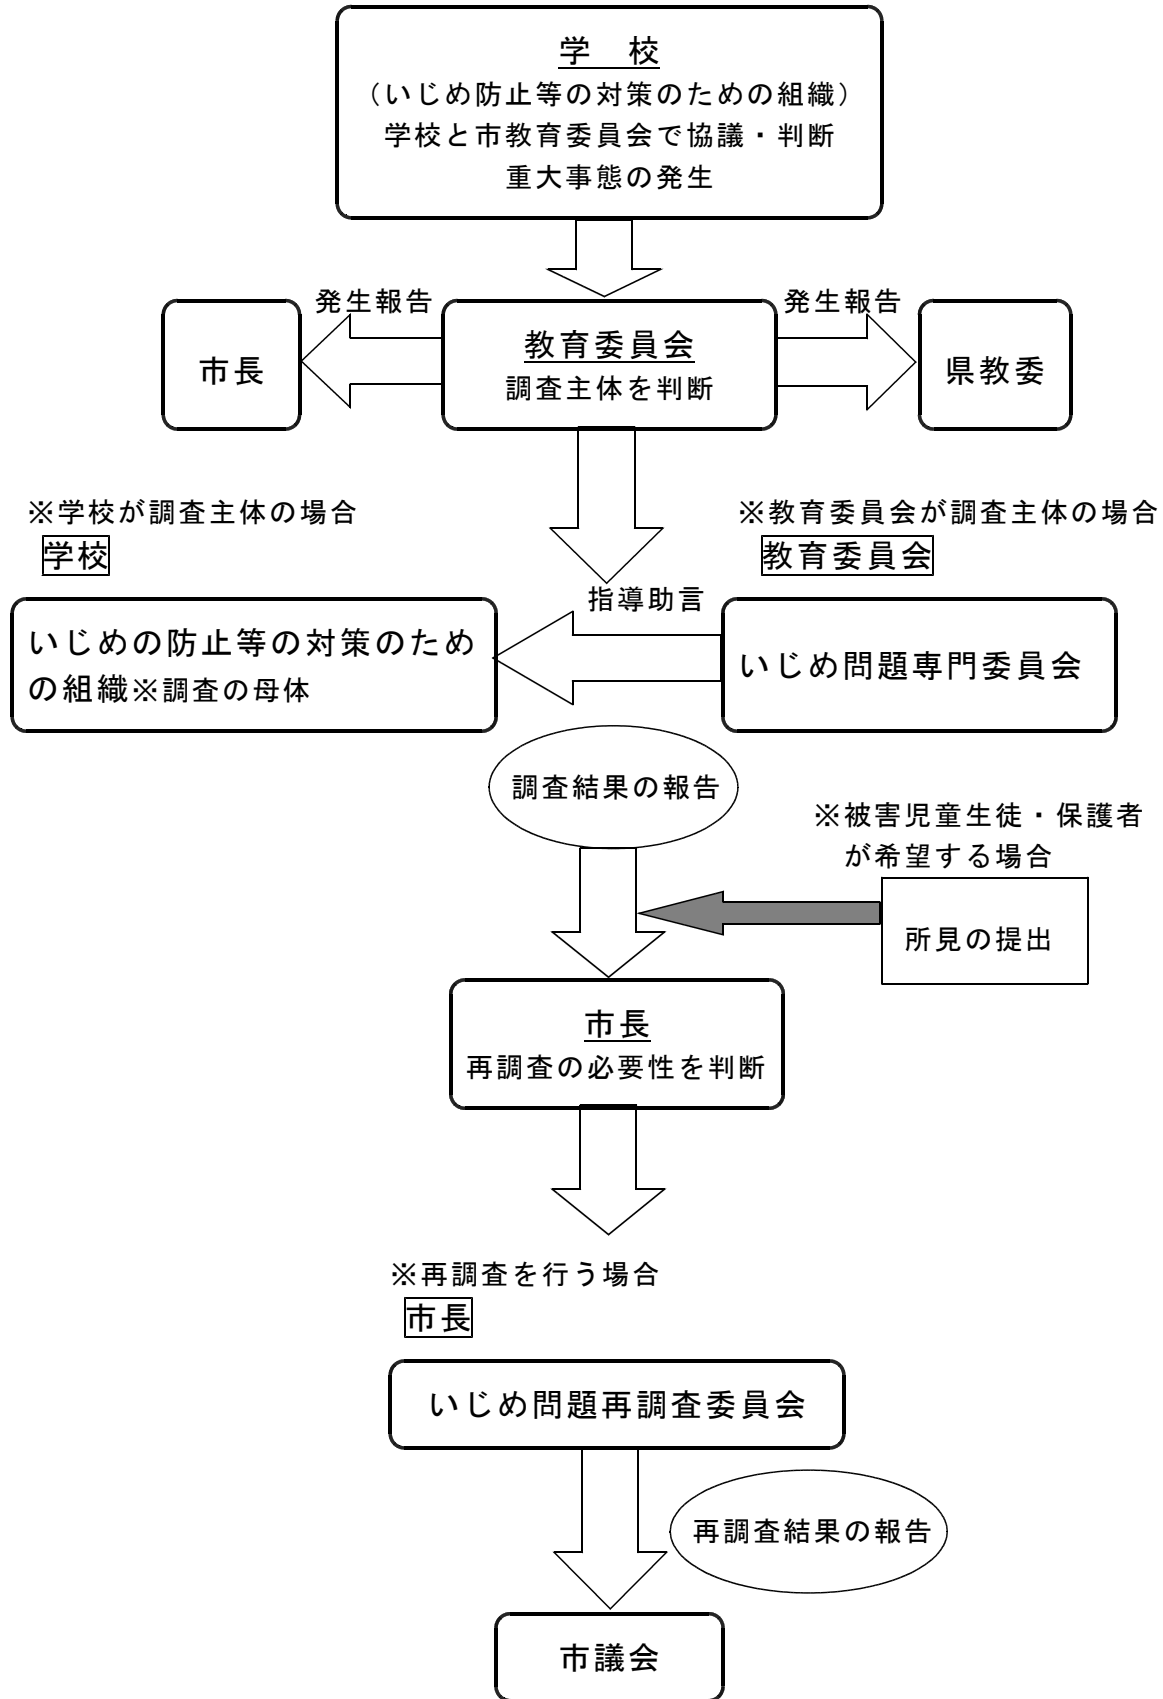 学　校
（いじめ防止等の対策のための組織）
学校と市教育委員会で協議・判断
重大事態の発生
発生報告
発生報告
市長
教育委員会
調査主体を判断
県教委
※学校が調査主体の場合
学校
※教育委員会が調査主体の場合
教育委員会
指導助言
いじめの防止等の対策のため
の組織※調査の母体
いじめ問題専門委員会
調査結果の報告
※被害児童生徒・保護者
が希望する場合
所見の提出
市長
再調査の必要性を判断
※再調査を行う場合
市長
いじめ問題再調査委員会
再調査結果の報告
市議会